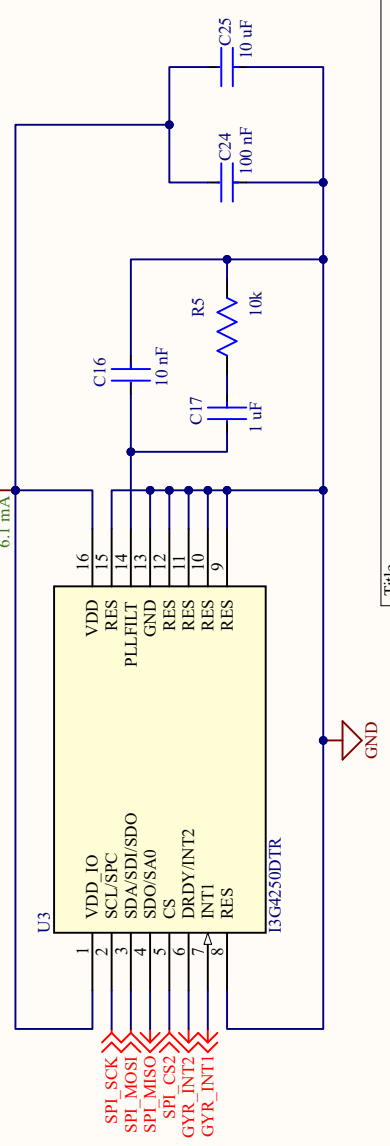 C25
10 uF
C24
100 nF
R5
10k
C16
10 nF
C17
1 uF
6.1 mA
16
15
14
13
12
11
10
9
VDD
RES
PLLFILT
GND
RES
RES
RES
RES
Title
U3
VDD_IO
SCL/SPC
SDA/SDI/SDO
SDO/SA0
CS
DRDY/INT2
INT1
RES
I3G4250DTR
GND
1
2
3
4
5
6
7
8
SPI_SCK
SPI_MOSI
SPI_MISO
SPI_CS2
GYR_INT2
GYR_INT1